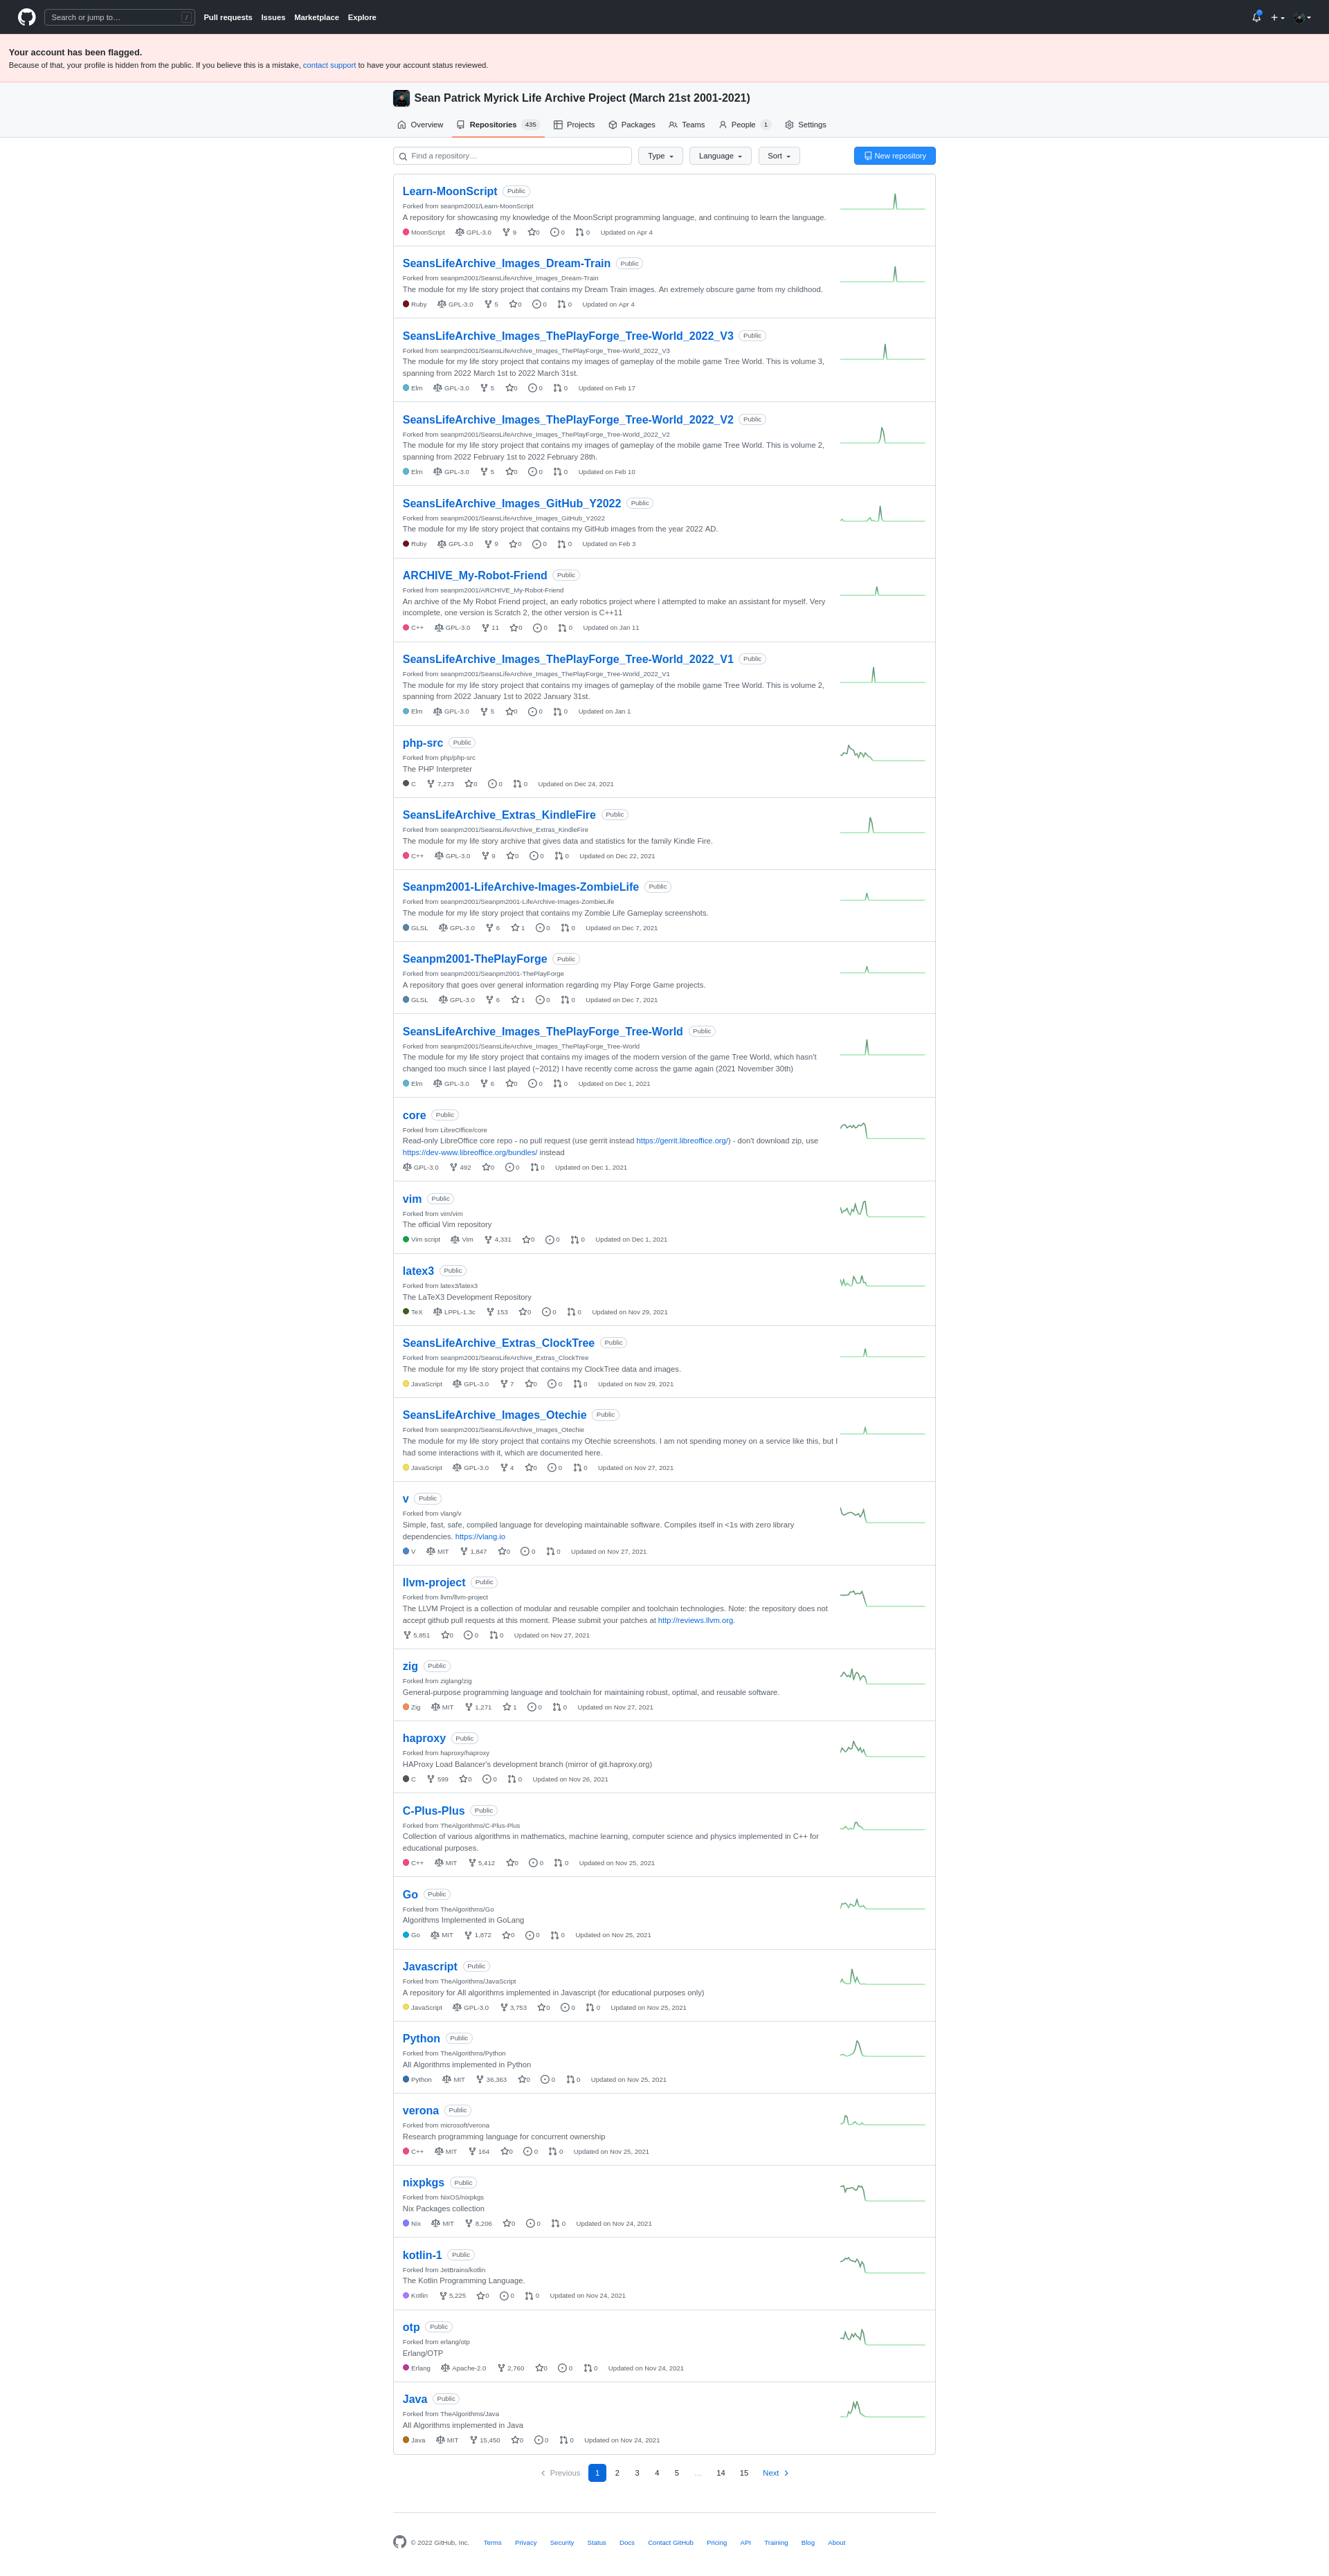 Search or jump to…
/
Pull requests Issues Marketplace Explore
Your account has been flagged.
Because of that, your profile is hidden from the public. If you believe this is a mistake, contact support to have your account status reviewed.
Sean Patrick Myrick Life Archive Project (March 21st 2001-2021)
Overview Repositories 435 Projects Packages Teams People 1 Settings
Find a repository… Type Language Sort New repository
Learn-MoonScript Public
Forked from seanpm2001/Learn-MoonScript
A repository for showcasing my knowledge of the MoonScript programming language, and continuing to learn the language.
MoonScript GPL-3.0 9 0 0 0 Updated on Apr 4
SeansLifeArchive_Images_Dream-Train Public
Forked from seanpm2001/SeansLifeArchive_Images_Dream-Train
The module for my life story project that contains my Dream Train images. An extremely obscure game from my childhood.
Ruby GPL-3.0 5 0 0 0 Updated on Apr 4
SeansLifeArchive_Images_ThePlayForge_Tree-World_2022_V3 Public
Forked from seanpm2001/SeansLifeArchive_Images_ThePlayForge_Tree-World_2022_V3
The module for my life story project that contains my images of gameplay of the mobile game Tree World. This is volume 3,
spanning from 2022 March 1st to 2022 March 31st.
Elm GPL-3.0 5 0 0 0 Updated on Feb 17
SeansLifeArchive_Images_ThePlayForge_Tree-World_2022_V2 Public
Forked from seanpm2001/SeansLifeArchive_Images_ThePlayForge_Tree-World_2022_V2
The module for my life story project that contains my images of gameplay of the mobile game Tree World. This is volume 2,
spanning from 2022 February 1st to 2022 February 28th.
Elm GPL-3.0 5 0 0 0 Updated on Feb 10
SeansLifeArchive_Images_GitHub_Y2022 Public
Forked from seanpm2001/SeansLifeArchive_Images_GitHub_Y2022
The module for my life story project that contains my GitHub images from the year 2022 AD.
Ruby GPL-3.0 9 0 0 0 Updated on Feb 3
ARCHIVE_My-Robot-Friend Public
Forked from seanpm2001/ARCHIVE_My-Robot-Friend
An archive of the My Robot Friend project, an early robotics project where I attempted to make an assistant for myself. Very
incomplete, one version is Scratch 2, the other version is C++11
C++ GPL-3.0 11 0 0 0 Updated on Jan 11
SeansLifeArchive_Images_ThePlayForge_Tree-World_2022_V1 Public
Forked from seanpm2001/SeansLifeArchive_Images_ThePlayForge_Tree-World_2022_V1
The module for my life story project that contains my images of gameplay of the mobile game Tree World. This is volume 2,
spanning from 2022 January 1st to 2022 January 31st.
Elm GPL-3.0 5 0 0 0 Updated on Jan 1
php-src Public
Forked from php/php-src
The PHP Interpreter
C 7,273 0 0 0 Updated on Dec 24, 2021
SeansLifeArchive_Extras_KindleFire Public
Forked from seanpm2001/SeansLifeArchive_Extras_KindleFire
The module for my life story archive that gives data and statistics for the family Kindle Fire.
C++ GPL-3.0 9 0 0 0 Updated on Dec 22, 2021
Seanpm2001-LifeArchive-Images-ZombieLife Public
Forked from seanpm2001/Seanpm2001-LifeArchive-Images-ZombieLife
The module for my life story project that contains my Zombie Life Gameplay screenshots.
GLSL GPL-3.0 6 1 0 0 Updated on Dec 7, 2021
Seanpm2001-ThePlayForge Public
Forked from seanpm2001/Seanpm2001-ThePlayForge
A repository that goes over general information regarding my Play Forge Game projects.
GLSL GPL-3.0 6 1 0 0 Updated on Dec 7, 2021
SeansLifeArchive_Images_ThePlayForge_Tree-World Public
Forked from seanpm2001/SeansLifeArchive_Images_ThePlayForge_Tree-World
The module for my life story project that contains my images of the modern version of the game Tree World, which hasn't
changed too much since I last played (~2012) I have recently come across the game again (2021 November 30th)
Elm GPL-3.0 6 0 0 0 Updated on Dec 1, 2021
core Public
Forked from LibreOffice/core
Read-only LibreOffice core repo - no pull request (use gerrit instead https://gerrit.libreoffice.org/) - don't download zip, use
https://dev-www.libreoffice.org/bundles/ instead
GPL-3.0 492 0 0 0 Updated on Dec 1, 2021
vim Public
Forked from vim/vim
The official Vim repository
Vim script Vim 4,331 0 0 0 Updated on Dec 1, 2021
latex3 Public
Forked from latex3/latex3
The LaTeX3 Development Repository
TeX LPPL-1.3c 153 0 0 0 Updated on Nov 29, 2021
SeansLifeArchive_Extras_ClockTree Public
Forked from seanpm2001/SeansLifeArchive_Extras_ClockTree
The module for my life story project that contains my ClockTree data and images.
JavaScript GPL-3.0 7 0 0 0 Updated on Nov 29, 2021
SeansLifeArchive_Images_Otechie Public
Forked from seanpm2001/SeansLifeArchive_Images_Otechie
The module for my life story project that contains my Otechie screenshots. I am not spending money on a service like this, but I
had some interactions with it, which are documented here.
JavaScript GPL-3.0 4 0 0 0 Updated on Nov 27, 2021
v Public
Forked from vlang/v
Simple, fast, safe, compiled language for developing maintainable software. Compiles itself in <1s with zero library
dependencies. https://vlang.io
V MIT 1,847 0 0 0 Updated on Nov 27, 2021
llvm-project Public
Forked from llvm/llvm-project
The LLVM Project is a collection of modular and reusable compiler and toolchain technologies. Note: the repository does not
accept github pull requests at this moment. Please submit your patches at http://reviews.llvm.org.
5,851 0 0 0 Updated on Nov 27, 2021
zig Public
Forked from ziglang/zig
General-purpose programming language and toolchain for maintaining robust, optimal, and reusable software.
Zig MIT 1,271 1 0 0 Updated on Nov 27, 2021
haproxy Public
Forked from haproxy/haproxy
HAProxy Load Balancer's development branch (mirror of git.haproxy.org)
C 599 0 0 0 Updated on Nov 26, 2021
C-Plus-Plus Public
Forked from TheAlgorithms/C-Plus-Plus
Collection of various algorithms in mathematics, machine learning, computer science and physics implemented in C++ for
educational purposes.
C++ MIT 5,412 0 0 0 Updated on Nov 25, 2021
Go Public
Forked from TheAlgorithms/Go
Algorithms Implemented in GoLang
Go MIT 1,872 0 0 0 Updated on Nov 25, 2021
Javascript Public
Forked from TheAlgorithms/JavaScript
A repository for All algorithms implemented in Javascript (for educational purposes only)
JavaScript GPL-3.0 3,753 0 0 0 Updated on Nov 25, 2021
Python Public
Forked from TheAlgorithms/Python
All Algorithms implemented in Python
Python MIT 36,363 0 0 0 Updated on Nov 25, 2021
verona Public
Forked from microsoft/verona
Research programming language for concurrent ownership
C++ MIT 164 0 0 0 Updated on Nov 25, 2021
nixpkgs Public
Forked from NixOS/nixpkgs
Nix Packages collection
Nix MIT 8,206 0 0 0 Updated on Nov 24, 2021
kotlin-1 Public
Forked from JetBrains/kotlin
The Kotlin Programming Language.
Kotlin 5,225 0 0 0 Updated on Nov 24, 2021
otp Public
Forked from erlang/otp
Erlang/OTP
Erlang Apache-2.0 2,760 0 0 0 Updated on Nov 24, 2021
Java Public
Forked from TheAlgorithms/Java
All Algorithms implemented in Java
Java MIT 15,450 0 0 0 Updated on Nov 24, 2021
Previous 1 2 3 4 5 … 14 15 Next
© 2022 GitHub, Inc. Terms Privacy Security Status Docs Contact GitHub Pricing API Training Blog About